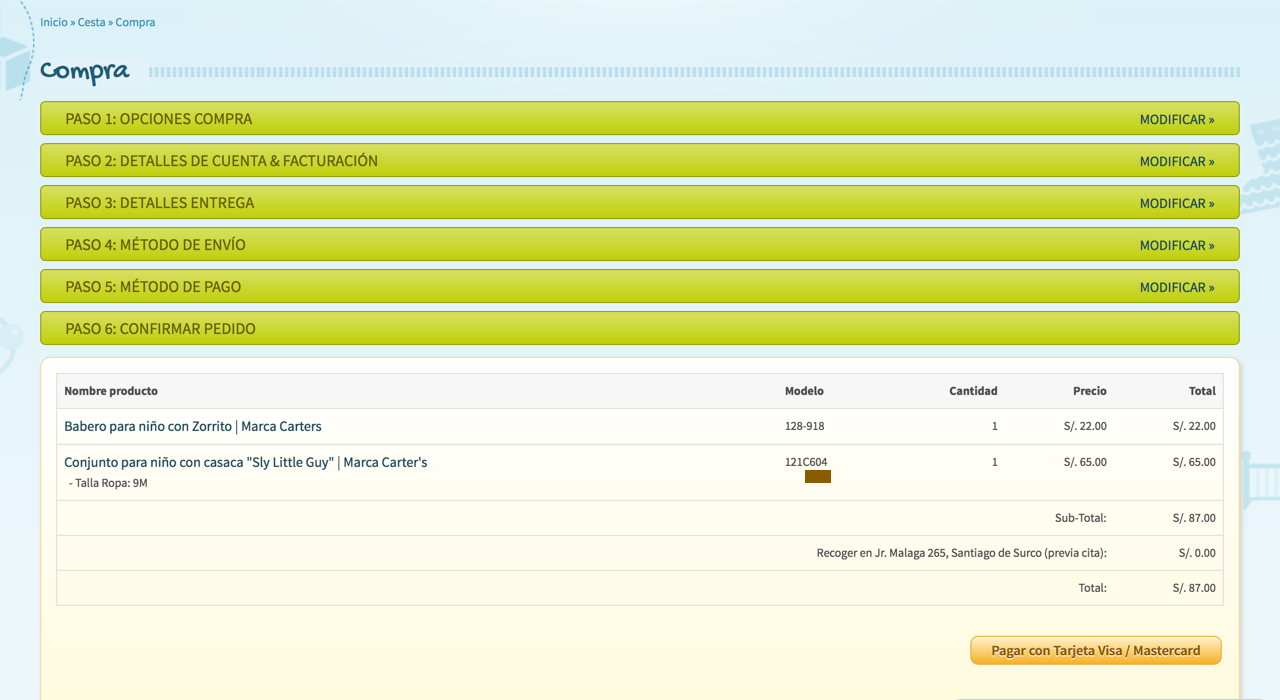 Inicio » Cesta » Compra
Compra
PASO 1: OPCIONES COMPRA MODIFICAR »
PASO 2: DETALLES DE CUENTA & FACTURACIÓN MODIFICAR »
PASO 3: DETALLES ENTREGA MODIFICAR »
PASO 4: MÉTODO DE ENVÍO MODIFICAR »
PASO 5: MÉTODO DE PAGO MODIFICAR »
PASO 6: CONFIRMAR PEDIDO
Nombre producto Modelo Cantidad Precio Total
Babero para niño con Zorrito | Marca Carters 128-918 1 S/. 22.00 S/. 22.00
Conjunto para niño con casaca "Sly Little Guy" | Marca Carter's 121C604 1 S/. 65.00 S/. 65.00
- Talla Ropa: 9M
Sub-Total: S/. 87.00
Recoger en Jr. Malaga 265, Santiago de Surco (previa cita): S/. 0.00
Total: S/. 87.00
Pagar con Tarjeta Visa / Mastercard